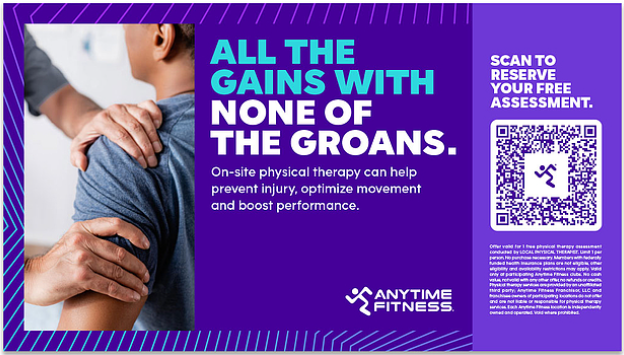 ALL THE
GAINS WITH
NONE OF
THE GROANS.
On-site physical therapy can help
prevent injury, optimize movement
and boost performance.
ANYTIME
FITNESS
SCAN TO
RESERVE
YOUR FREE
ASSESSMENT.
Offer valid for 1 free physical therapy assessment
conducted by LOCAL PHYSICAL THERAPIST. Limit 1 per
person. No purchase necessary. Members with federally
funded health insurance plans are not eligible, other
eligibility and availability restrictions may apply. Valid
only at participating Anytime Fitness clubs. No cash
value, not valid with any other offer, no refunds or credits.
Physical therapy services are provided by an unaffiliated
third party; Anytime Fitness Franchisor, LLC and
franchise owners of participating locations do not offer
and are not liable or responsible for physical therapy
services. Each Anytime Fitness location is independently
owned and operated. Void where prohibited.